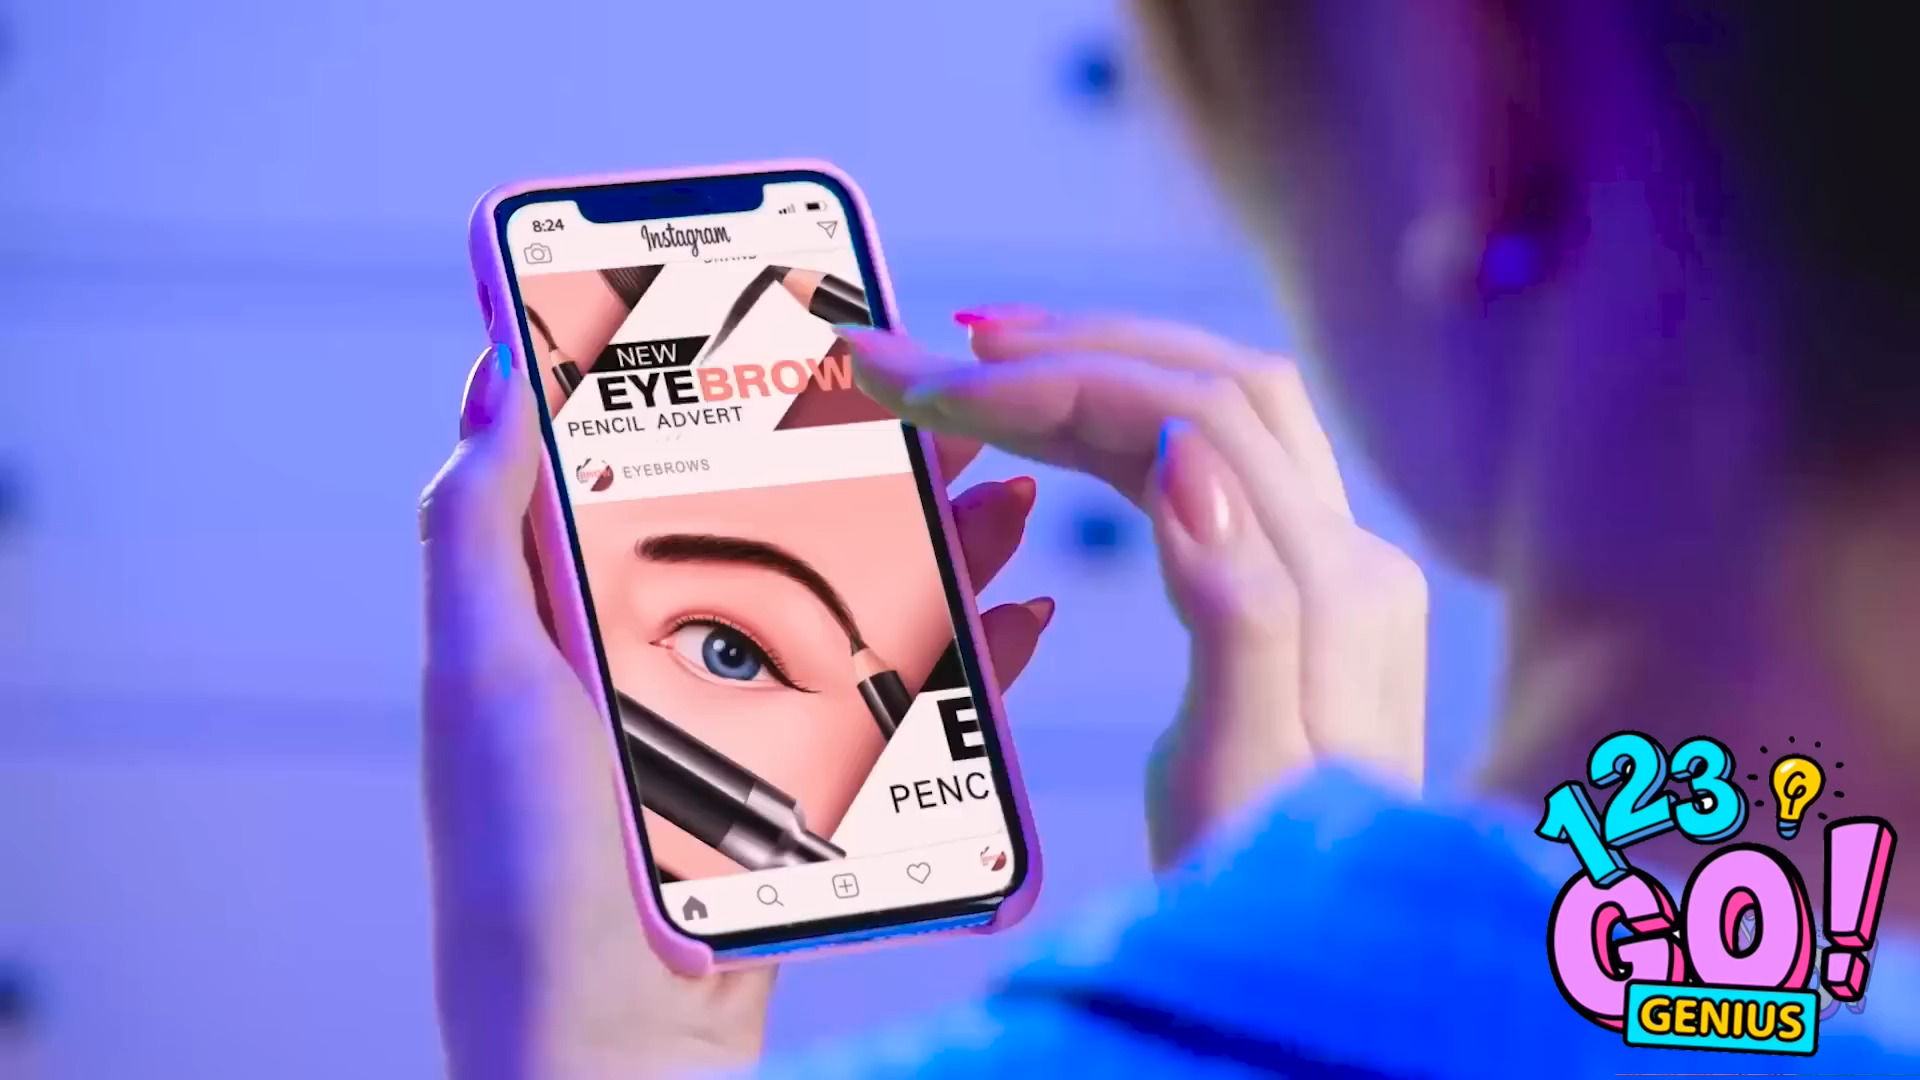 8:24
Instagram
NEW
EYEBROW
PENCIL ADVERT
EYEBROWS
E
PENC
123
GO!
GENIUS